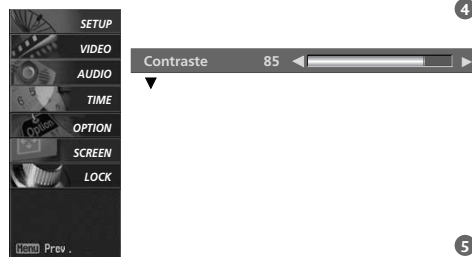 SETUP
VIDEO
AUDIO
TIME
OPTION
SCREEN
LOCK
Menu Prev.
Contraste 85
4
5